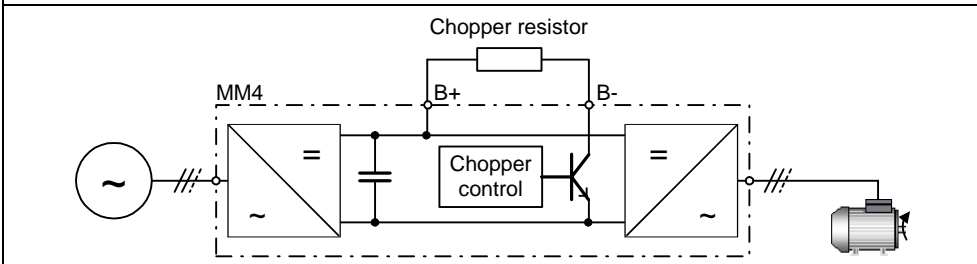 Chopper resistor
MM4
B+
B-
=
~
~
Chopper
control
=
~